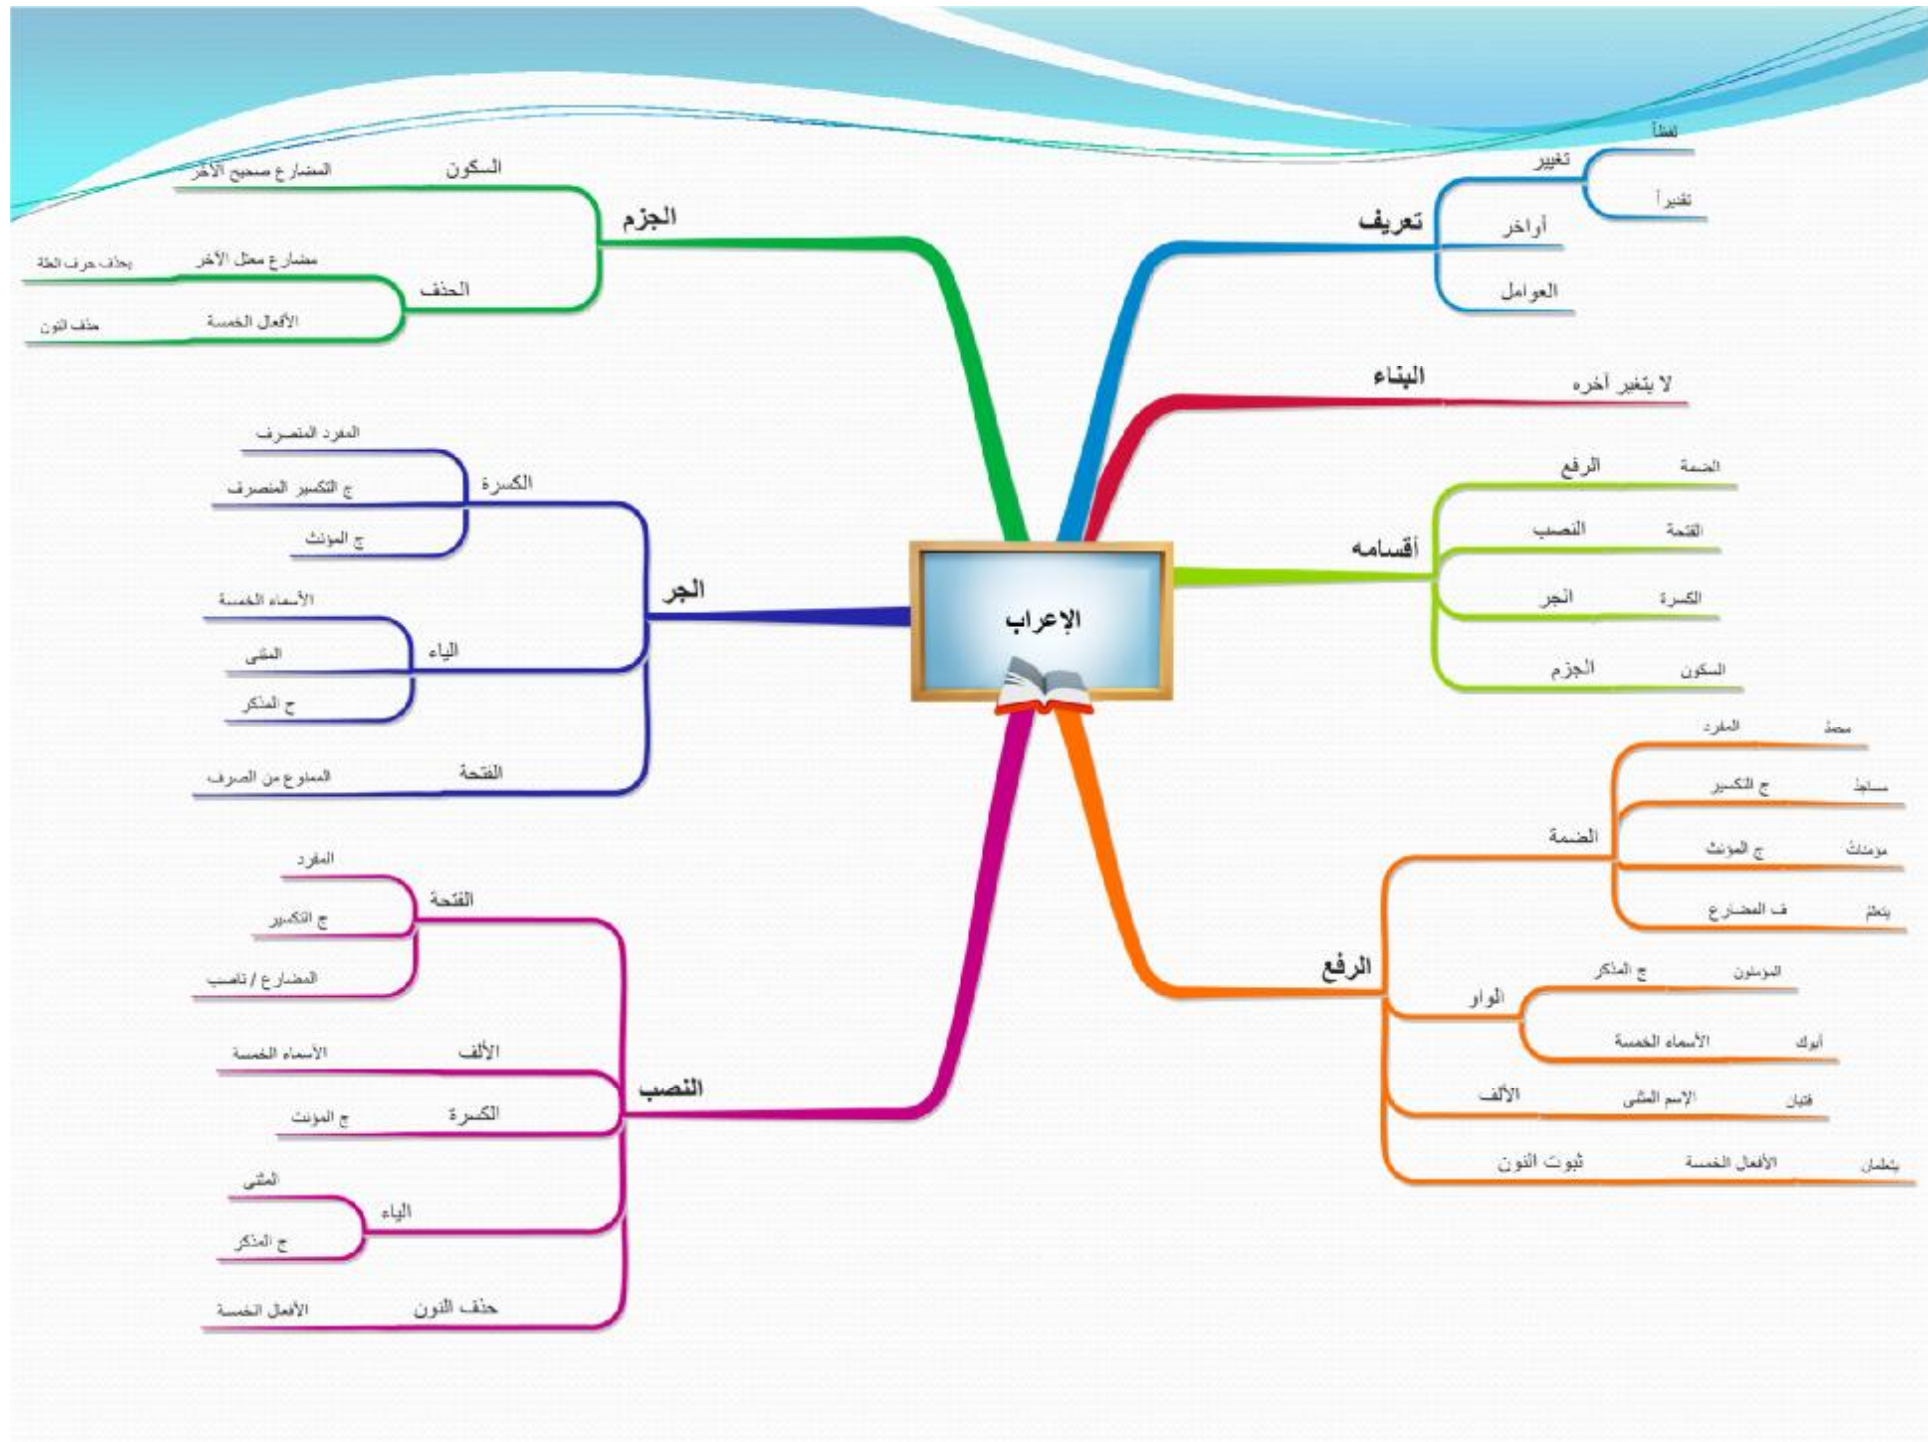 الإعراب
تعريف
تغيير
لفظاً
تقديراً
أواخر
العوامل
البناء
لا يتغير آخره
أقسامه
الرفع
الضمة
النصب
الفتحة
الجر
الكسرة
الجزم
السكون
الرفع
الضمة
المفرد
محمدٌ
ج التكسير
مساجدُ
ج المؤنث
مؤمناتٌ
ف المضارع
يتعلمُ
الواو
ج المذكر
المؤمنون
الأسماء الخمسة
أبوك
الألف
الإسم المثنى
فتيان
ثبوت النون
الأفعال الخمسة
يتعلمان
الجزم
السكون
المضارع صحيح الآخر
الحذف
مضارع معتل الآخر
بحذف حرف العلة
الأفعال الخمسة
حذف النون
الجر
الكسرة
المفرد المنصرف
ج التكسير المنصرف
ج المؤنث
الياء
الأسماء الخمسة
المثنى
ج المذكر
الفتحة
الممنوع من الصرف
النصب
الفتحة
المفرد
ج التكسير
المضارع / ناصب
الألف
الأسماء الخمسة
الكسرة
ج المؤنث
الياء
المثنى
ج المذكر
حذف النون
الأفعال الخمسة